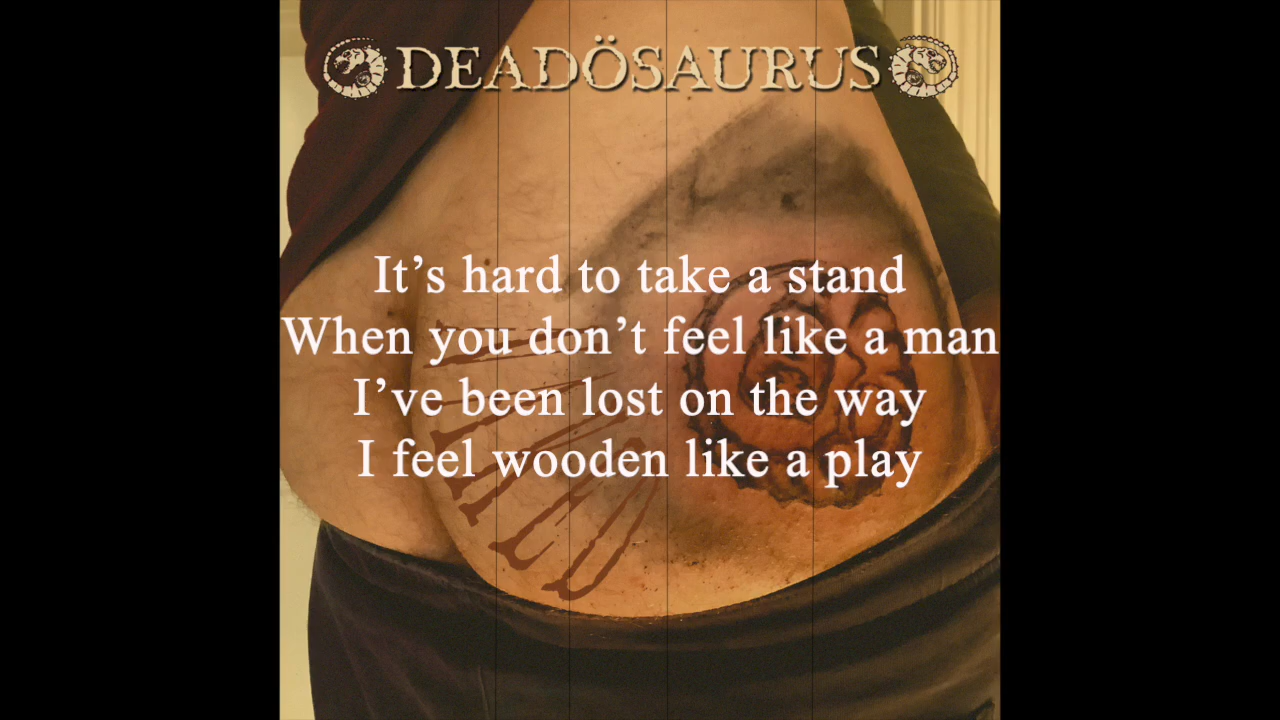 DEADÖSAURUS
It’s hard to take a stand
When you don’t feel like a man
I’ve been lost on the way
I feel wooden like a play